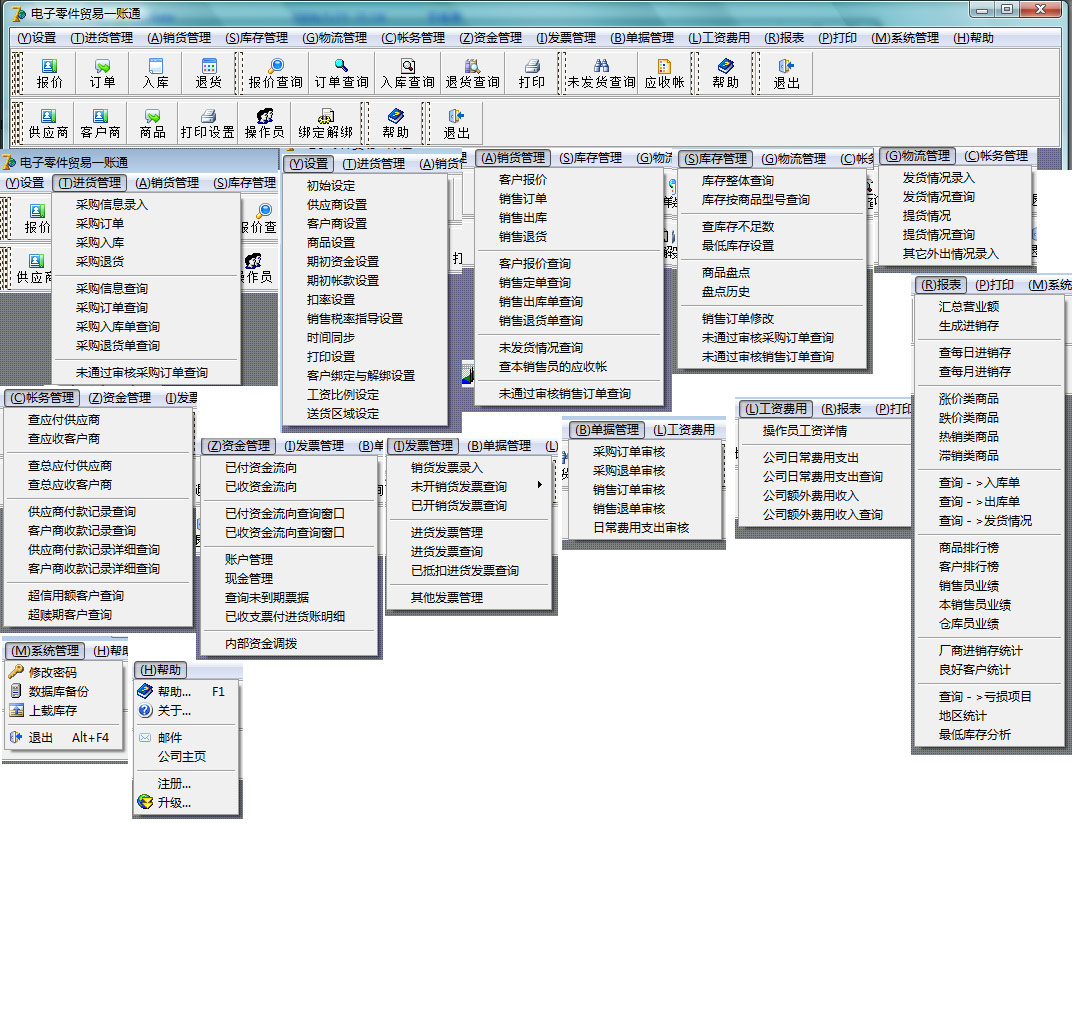 电子零件贸易一账通
(Y)设置 (T)进货管理 (A)销货管理 (S)库存管理 (G)物流管理 (C)帐务管理 (Z)资金管理 (I)发票管理 (B)单据管理 (L)工资费用 (R)报表 (P)打印 (M)系统管理 (H)帮助
报价 订单 入库 退货 报价查询 订单查询 入库查询 退货查询 打印 未发货查询 应收帐 帮助 退出
供应商 客户商 商品 打印设置 操作员 绑定解绑 帮助 退出
电子零件贸易一账通
(Y)设置 (T)进货管理 (A)销货管理 (S)库存管理
报价
供应商
采购信息录入
采购订单
采购入库
采购退货
采购信息查询
采购订单查询
采购入库单查询
采购退货单查询
未通过审核采购订单查询
(Y)设置 (T)进货管理 (A)销货
初始设定
供应商设置
客户商设置
商品设置
期初资金设置
期初帐款设置
扣率设置
销售税率指导设置
时间同步
打印设置
客户绑定与解绑设置
工资比例设定
送货区域设定
(A)销货管理 (S)库存管理 (G)物流
客户报价
销售订单
销售出库
销售退货
客户报价查询
销售定单查询
销售出库单查询
销售退货单查询
未发货情况查询
查本销售员的应收帐
未通过审核销售订单查询
(S)库存管理 (G)物流管理 (C)帐务
库存整体查询
库存按商品型号查询
查库存不足数
最低库存设置
商品盘点
盘点历史
销售订单修改
未通过审核采购订单查询
未通过审核销售订单查询
(G)物流管理 (C)帐务管理
发货情况录入
发货情况查询
提货情况
提货情况查询
其它外出情况录入
(R)报表 (P)打印 (M)系统
汇总营业额
生成进销存
查每日进销存
查每月进销存
涨价类商品
跌价类商品
热销类商品
滞销类商品
查询 - ->入库单
查询 - ->出库单
查询 - ->发货情况
商品排行榜
客户排行榜
销售员业绩
本销售员业绩
仓库员业绩
厂商进销存统计
良好客户统计
查询 - ->亏损项目
地区统计
最低库存分析
(C)帐务管理 (Z)资金管理 (I)发票
查应付供应商
查应收客户商
查总应付供应商
查总应收客户商
供应商付款记录查询
客户商收款记录查询
供应商付款记录详细查询
客户商收款记录详细查询
超信用额客户查询
超赎期客户查询
(Z)资金管理 (I)发票管理 (B)单
已付资金流向
已收资金流向
已付资金流向查询窗口
已收资金流向查询窗口
账户管理
现金管理
查询未到期票据
已收支票付进货账明细
内部资金调拨
(I)发票管理 (B)单据管理 (L)
销货发票录入
未开销货发票查询
已开销货发票查询
进货发票管理
进货发票查询
已抵扣进货发票查询
其他发票管理
(B)单据管理 (L)工资费用
采购订单审核
采购退单审核
销售订单审核
销售退单审核
日常费用支出审核
(L)工资费用 (R)报表 (P)打印
操作员工资详情
公司日常费用支出
公司日常费用支出查询
公司额外费用收入
公司额外费用收入查询
(M)系统管理 (H)帮助
修改密码
数据库备份
上载库存
退出 Alt+F4
(H)帮助
帮助... F1
关于...
邮件
公司主页
注册...
升级...